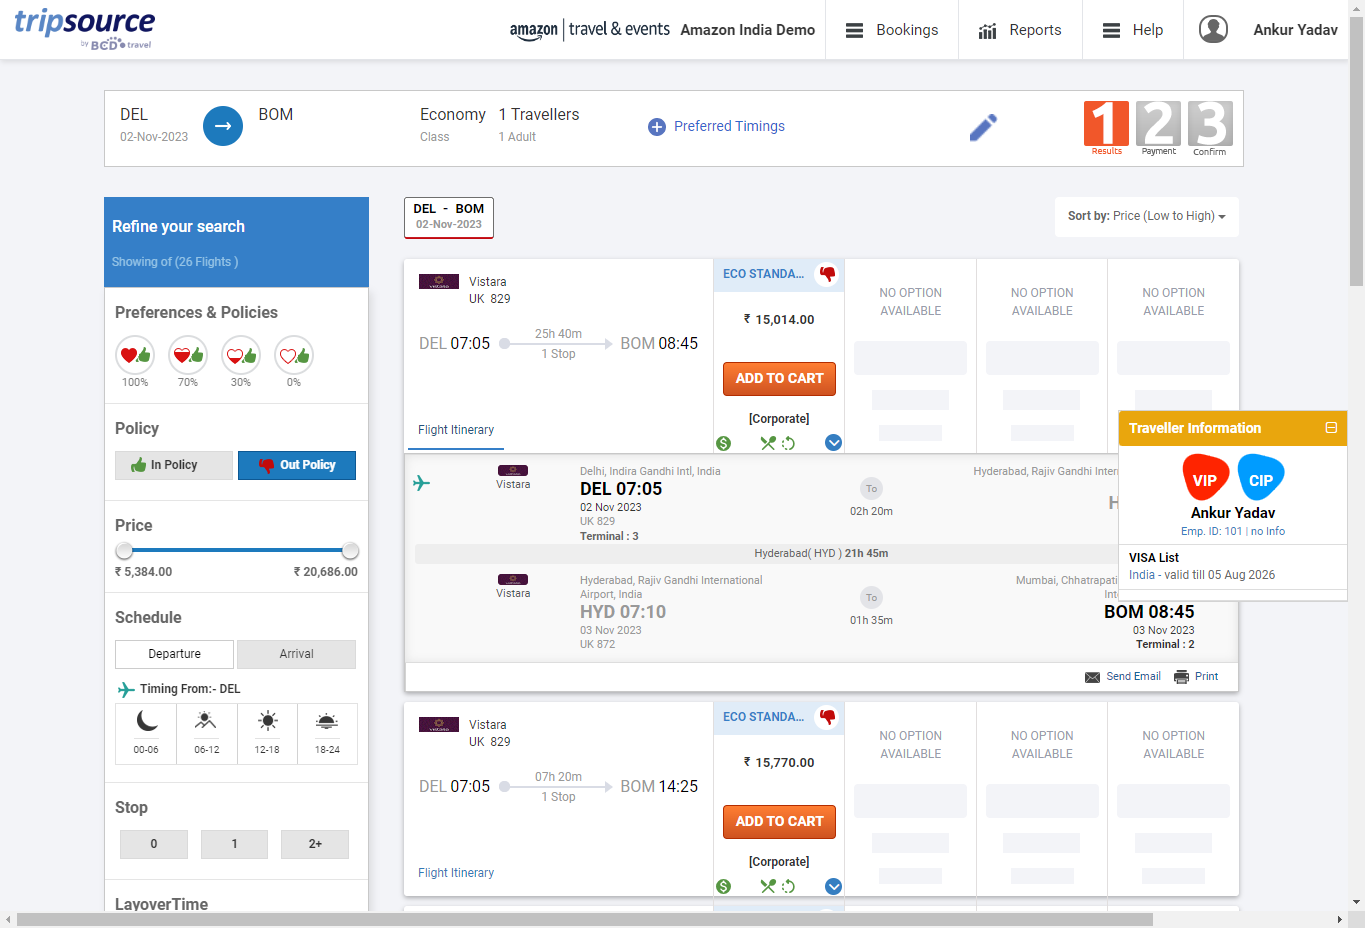 tripsource
by BCD travel
amazon | travel & events
Amazon India Demo
Bookings
Reports
Help
Ankur Yadav
DEL
02-Nov-2023
BOM
Economy
Class
1 Travellers
1 Adult
Preferred Timings
1 2 3
Results Payment Confirm
Refine your search
Showing of (26 Flights )
Preferences & Policies
100% 70% 30% 0%
Policy
In Policy Out Policy
Price
₹ 5,384.00 ₹ 20,686.00
Schedule
Departure Arrival
Timing From:- DEL
00-06 06-12 12-18 18-24
Stop
0 1 2+
LayoverTime
DEL - BOM
02-Nov-2023
Sort by: Price (Low to High)
Vistara
UK 829
DEL 07:05
25h 40m
1 Stop
BOM 08:45
Flight Itinerary
ECO STANDA...
₹ 15,014.00
ADD TO CART
[Corporate]
NO OPTION
AVAILABLE
NO OPTION
AVAILABLE
NO OPTION
AVAILABLE
Vistara
Delhi, Indira Gandhi Intl, India
DEL 07:05
02 Nov 2023
UK 829
Terminal : 3
To
02h 20m
Hyderabad, Rajiv Gandhi Inter
H
Hyderabad( HYD ) 21h 45m
Vistara
Hyderabad, Rajiv Gandhi International
Airport, India
HYD 07:10
03 Nov 2023
UK 872
To
01h 35m
Mumbai, Chhatrapati
Inte
BOM 08:45
03 Nov 2023
Terminal : 2
Send Email Print
Traveller Information
VIP CIP
Ankur Yadav
Emp. ID: 101 | no Info
VISA List
India - valid till 05 Aug 2026
Vistara
UK 829
DEL 07:05
07h 20m
1 Stop
BOM 14:25
Flight Itinerary
ECO STANDA...
₹ 15,770.00
ADD TO CART
[Corporate]
NO OPTION
AVAILABLE
NO OPTION
AVAILABLE
NO OPTION
AVAILABLE